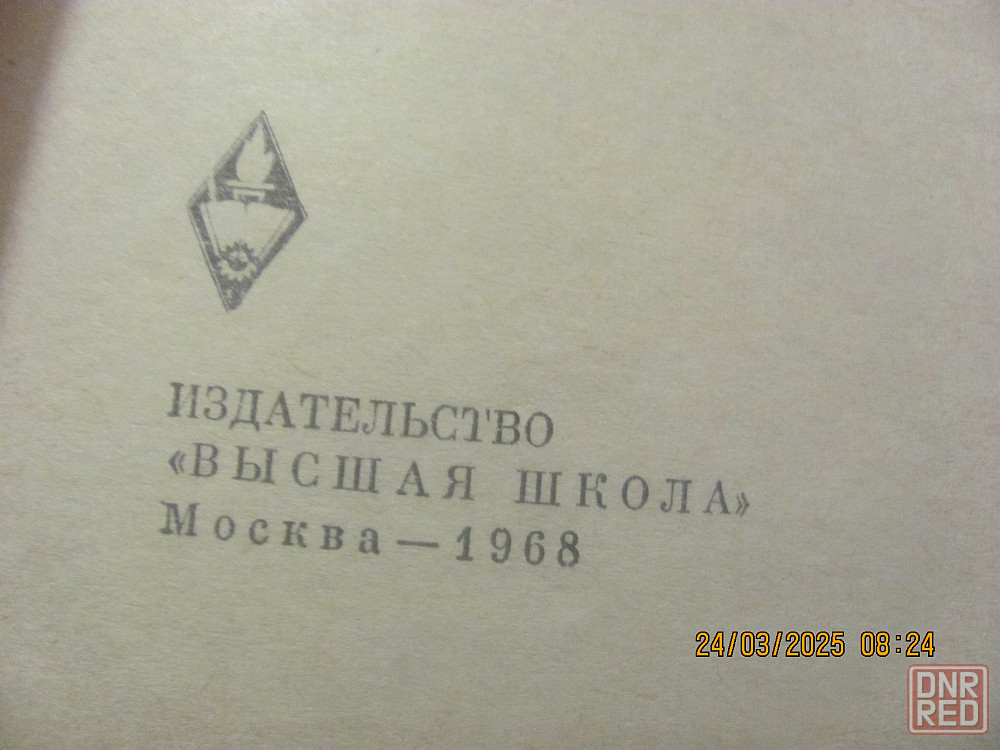 ИЗДАТЕЛЬСТВО
«ВЫСШАЯ ШКОЛА»
Москва — 1968
24/03/2025 08:24
DNR
RED